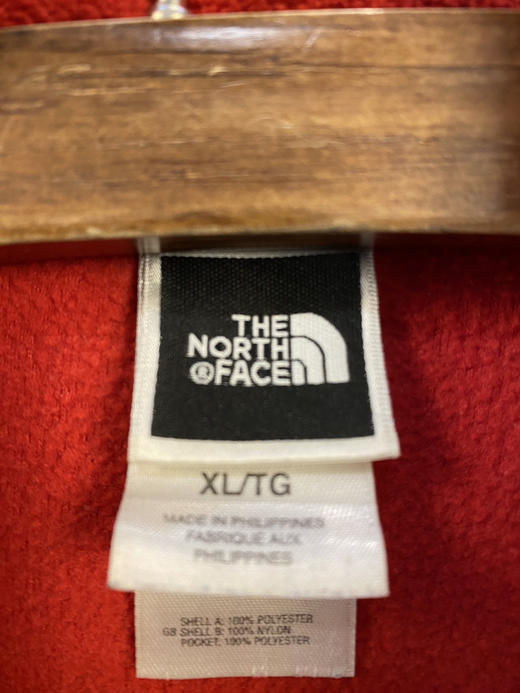 THE
NORTH
®FACE
XL/TG
MADE IN PHILIPPINES
FABRIQUE AUX
PHILIPPINES
SHELL A: 100% POLYESTER
GB SHELL B: 100% NYLON
POCKET: 100% POLYESTER